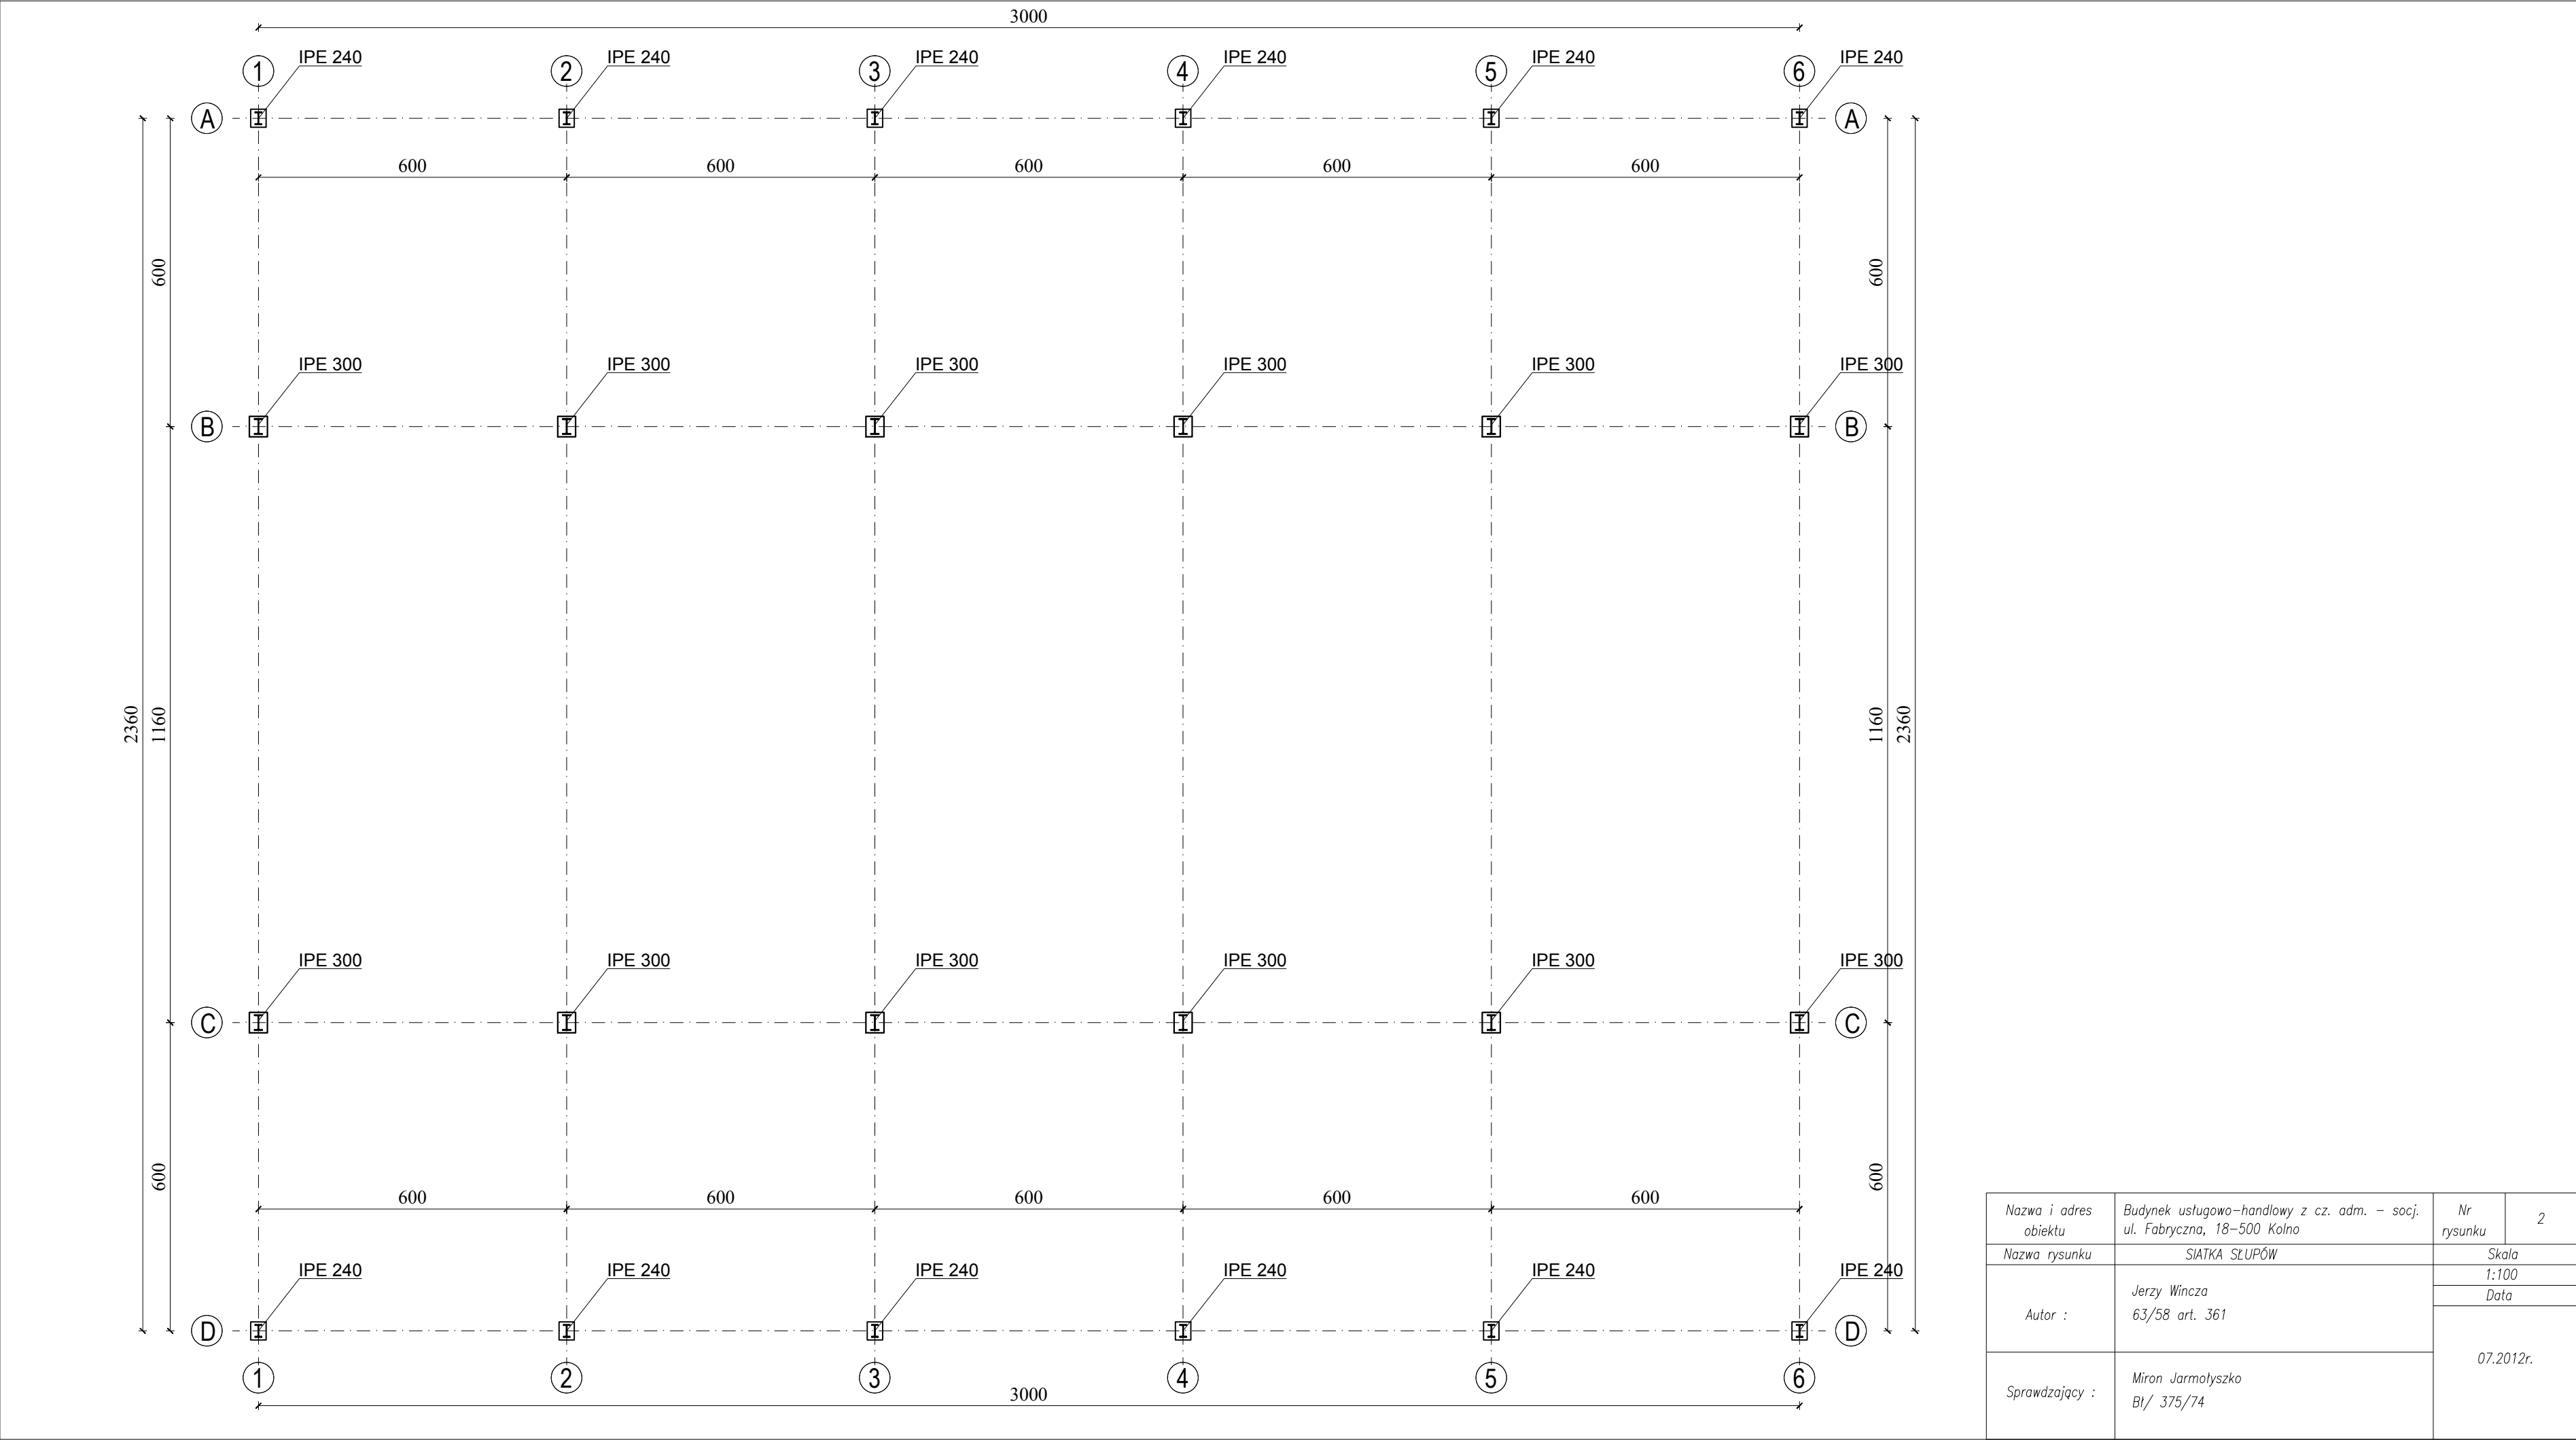 3000
IPE 240 IPE 240 IPE 240 IPE 240 IPE 240 IPE 240
1 2 3 4 5 6
A A
600 600 600 600 600
600 600
IPE 300 IPE 300 IPE 300 IPE 300 IPE 300 IPE 300
B B
2360 1160 1160 2360
IPE 300 IPE 300 IPE 300 IPE 300 IPE 300 IPE 300
C C
600 600
600 600 600 600 600
IPE 240 IPE 240 IPE 240 IPE 240 IPE 240 IPE 240
D D
1 2 3 4 5 6
3000
Nazwa i adres
obiektu
Budynek usługowo-handlowy z cz. adm. - socj.
ul. Fabryczna, 18-500 Kolno
Nr
rysunku
2
Nazwa rysunku
SIATKA SŁUPÓW
Skala
1:100
Data
07.2012r.
Autor :
Jerzy Wincza
63/58 art. 361
Sprawdzający :
Miron Jarmołyszko
Bł/ 375/74